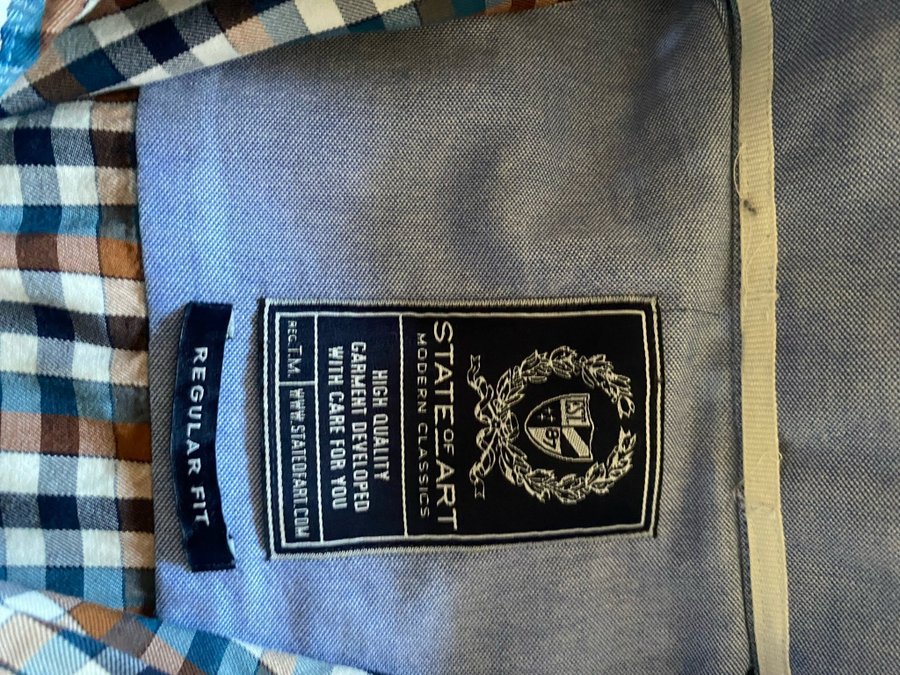 STATE OF ART
MODERN CLASSICS
HIGH QUALITY
GARMENT DEVELOPED
WITH CARE FOR YOU
REG. T.M. WWW.STATEOFART.COM
REGULAR FIT